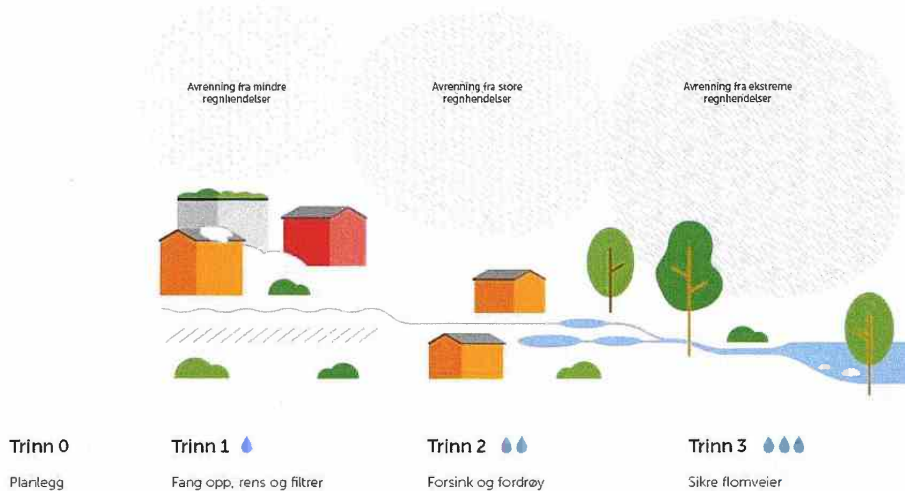 Avrenning fra mindre
regnhendelser
Avrenning fra store
regnhendelser
Avrenning fra ekstreme
regnhendelser
Trinn 0
Planlegg
Trinn 1
Fang opp, rens og filtrer
Trinn 2
Forsink og fordrøy
Trinn 3
Sikre flomveier